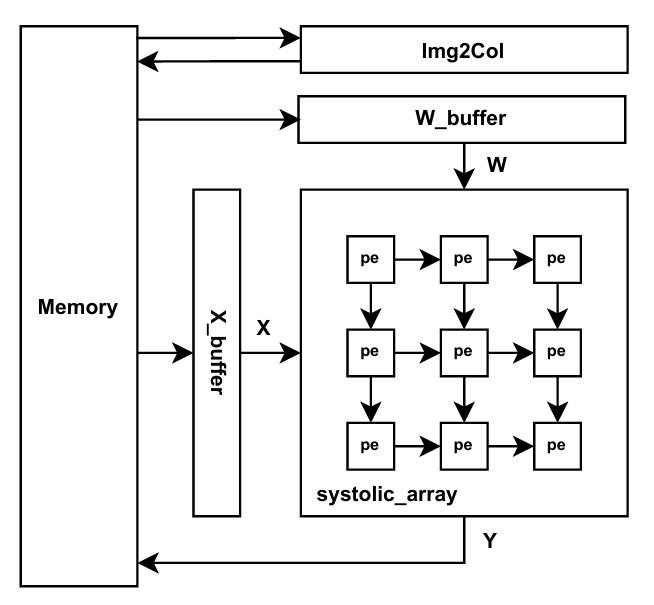 Img2Col
W_buffer
W
Memory
X_buffer
X
pe pe pe
pe pe pe
pe pe pe
systolic_array
Y